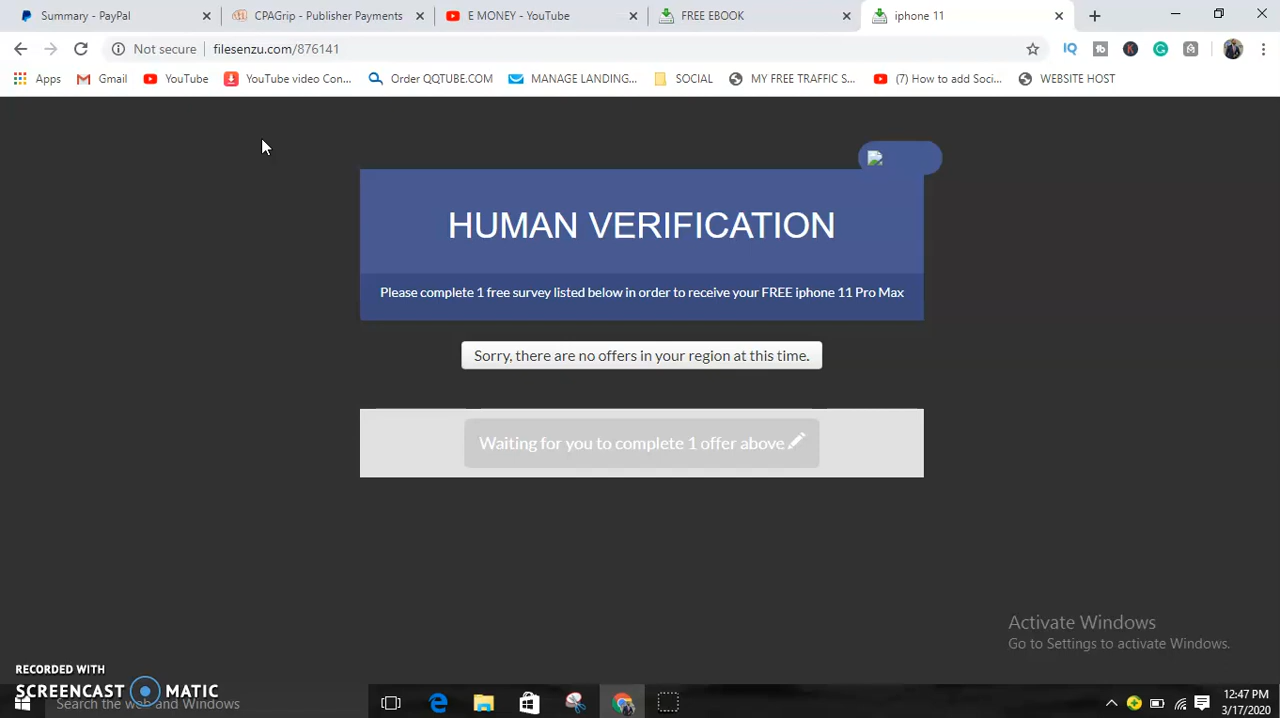 Summary - PayPal
CPAGrip - Publisher Payments
E MONEY - YouTube
FREE EBOOK
iphone 11
Not secure
filesenzu.com/876141
Apps
Gmail
YouTube
YouTube video Con...
Order QQTUBE.COM
MANAGE LANDING...
SOCIAL
MY FREE TRAFFIC S...
(7) How to add Soci...
WEBSITE HOST
HUMAN VERIFICATION
Please complete 1 free survey listed below in order to receive your FREE iphone 11 Pro Max
Sorry, there are no offers in your region at this time.
Waiting for you to complete 1 offer above
Activate Windows
Go to Settings to activate Windows.
RECORDED WITH
SCREENCAST MATIC
Search the web and Windows
12:47 PM
3/17/2020